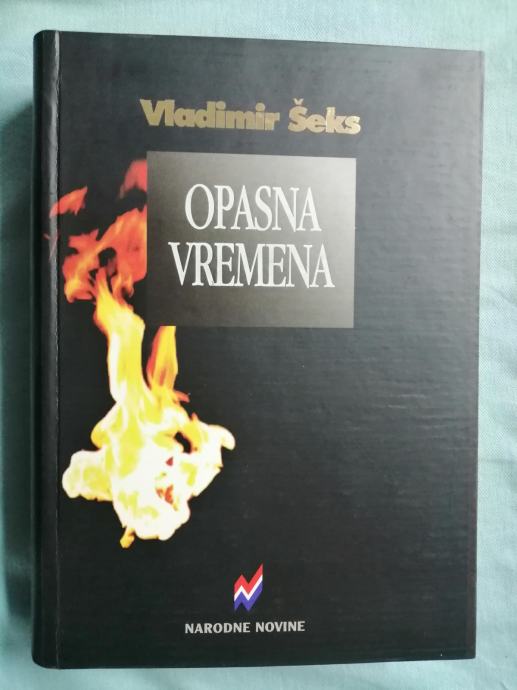 Vladimir Šeks
OPASNA
VREMENA
NARODNE NOVINE